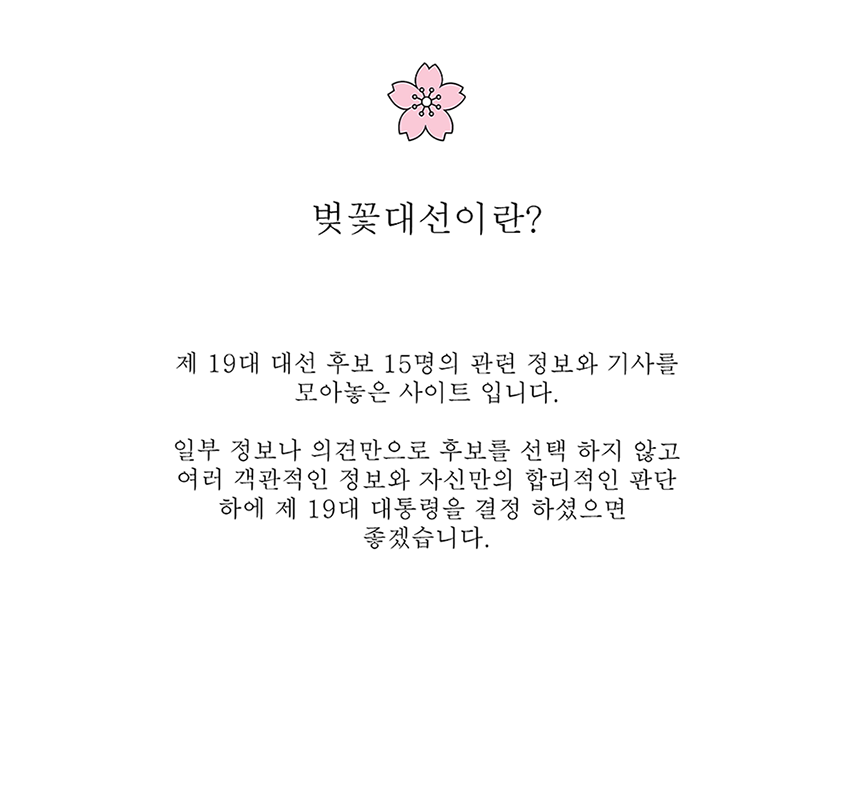 벚꽃대선이란?
제 19대 대선 후보 15명의 관련 정보와 기사를
모아놓은 사이트 입니다.
일부 정보나 의견만으로 후보를 선택 하지 않고
여러 객관적인 정보와 자신만의 합리적인 판단
하에 제 19대 대통령을 결정 하셨으면
좋겠습니다.